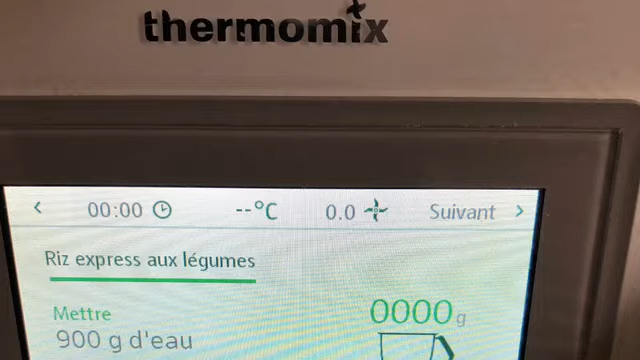 thermomix
00:00 --°C 0.0 Suivant
Riz express aux légumes
Mettre
0000g
900 g d'eau